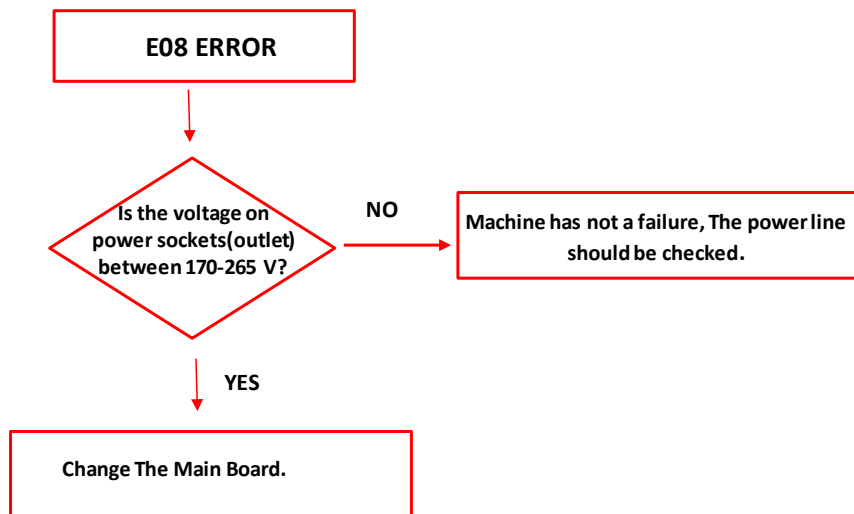 E08 ERROR
Is the voltage on
power sockets(outlet)
between 170-265 V?
NO
Machine has not a failure, The power line
should be checked.
YES
Change The Main Board.